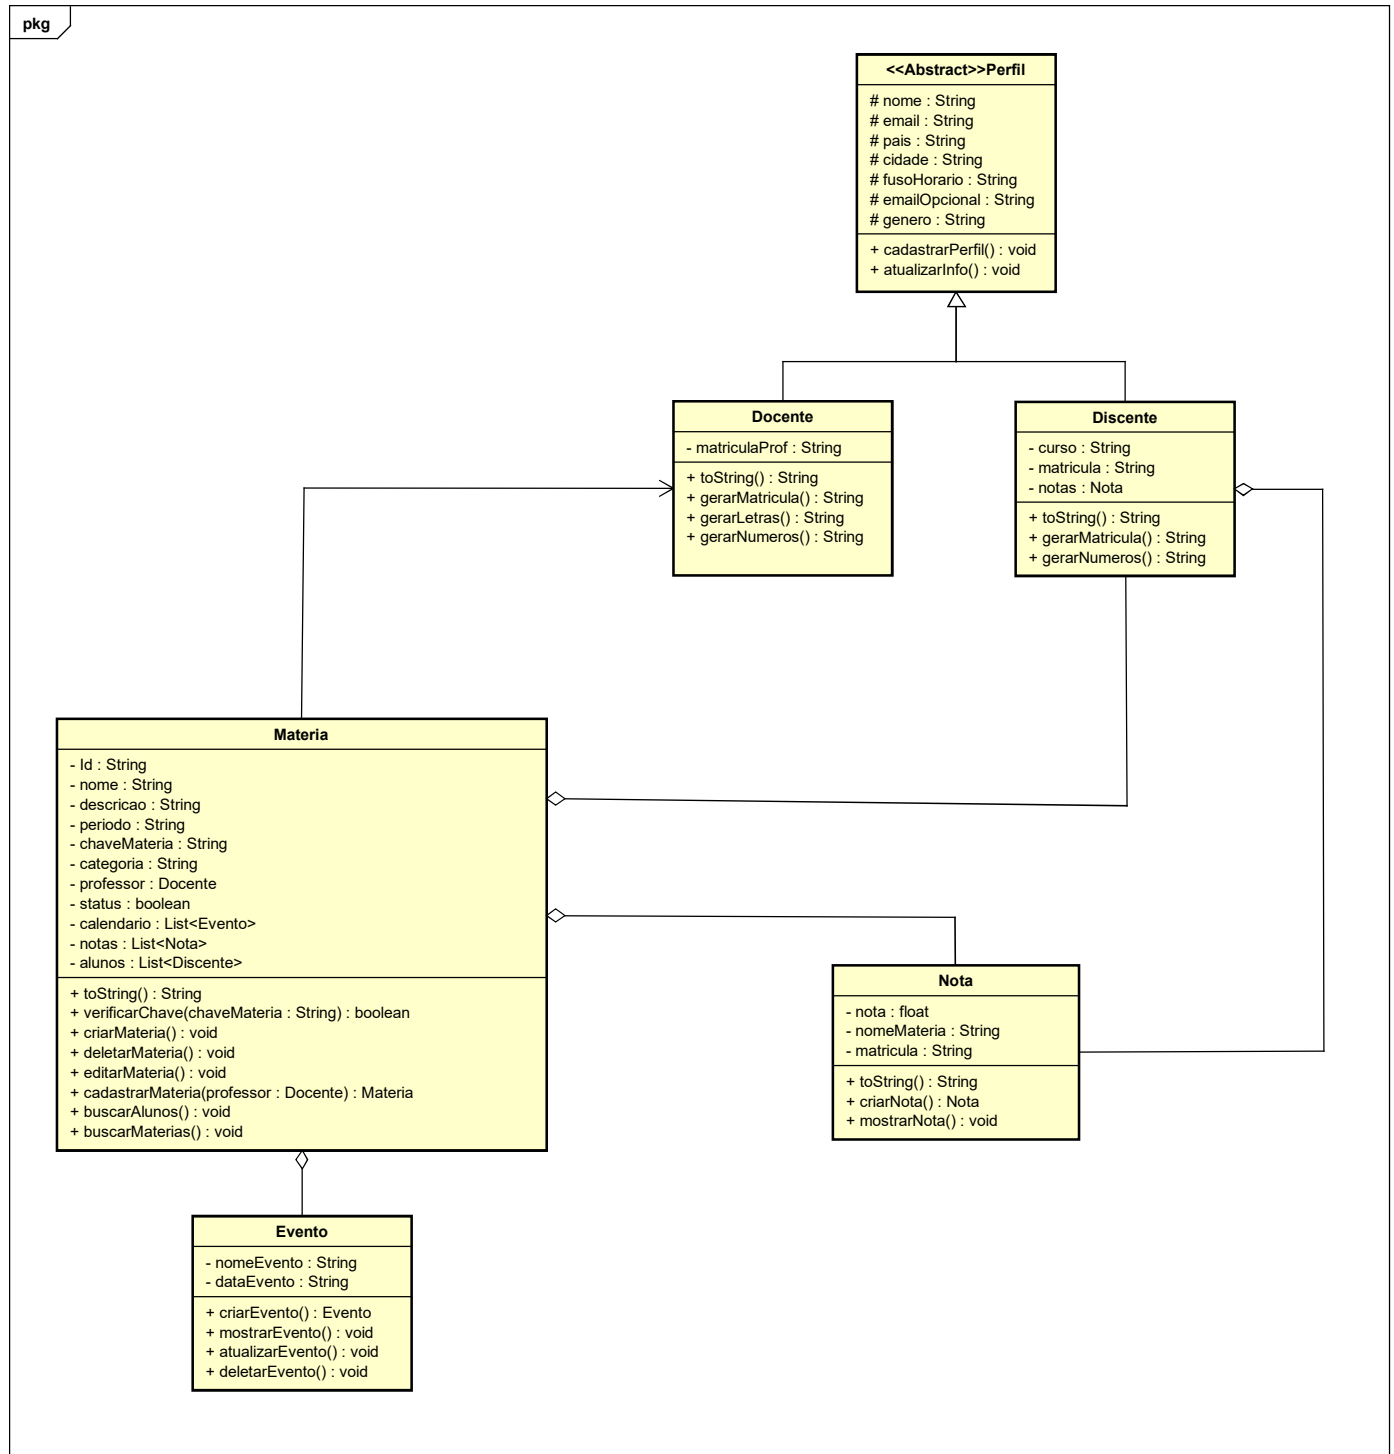 pkg
<<Abstract>>Perfil
# nome : String
# email : String
# pais : String
# cidade : String
# fusoHorario : String
# emailOpcional : String
# genero : String
+ cadastrarPerfil() : void
+ atualizarInfo() : void
Docente
- matriculaProf : String
+ toString() : String
+ gerarMatricula() : String
+ gerarLetras() : String
+ gerarNumeros() : String
Discente
- curso : String
- matricula : String
- notas : Nota
+ toString() : String
+ gerarMatricula() : String
+ gerarNumeros() : String
Materia
- Id : String
- nome : String
- descricao : String
- periodo : String
- chaveMateria : String
- categoria : String
- professor : Docente
- status : boolean
- calendario : List<Evento>
- notas : List<Nota>
- alunos : List<Discente>
+ toString() : String
+ verificarChave(chaveMateria : String) : boolean
+ criarMateria() : void
+ deletarMateria() : void
+ editarMateria() : void
+ cadastrarMateria(professor : Docente) : Materia
+ buscarAlunos() : void
+ buscarMaterias() : void
Nota
- nota : float
- nomeMateria : String
- matricula : String
+ toString() : String
+ criarNota() : Nota
+ mostrarNota() : void
Evento
- nomeEvento : String
- dataEvento : String
+ criarEvento() : Evento
+ mostrarEvento() : void
+ atualizarEvento() : void
+ deletarEvento() : void